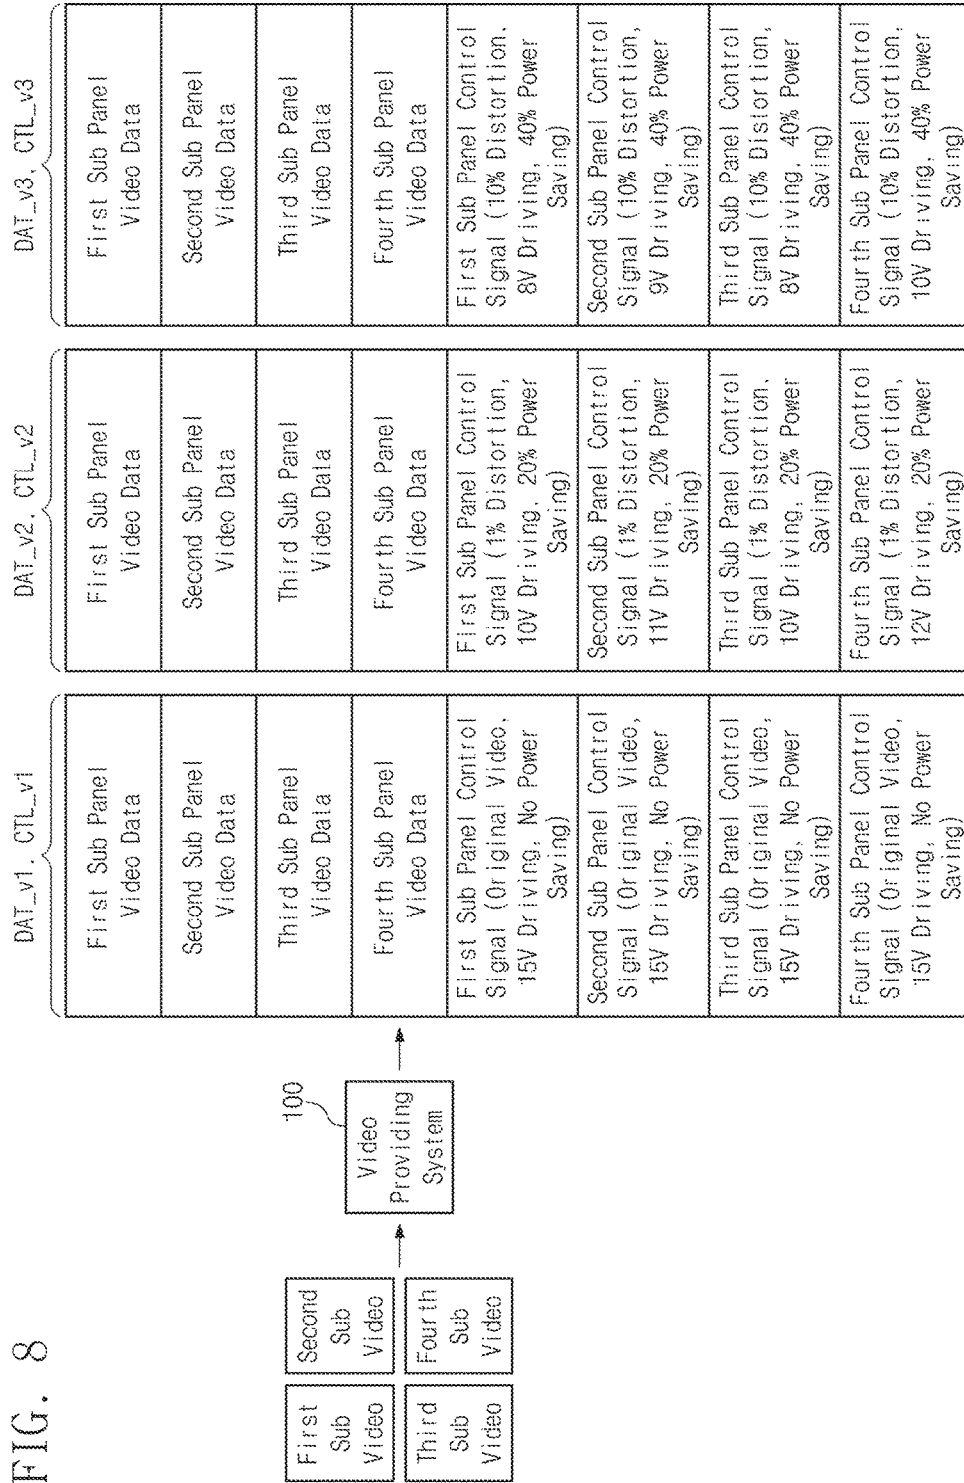 FIG. 8
First
Sub
Video
Second
Sub
Video
Third
Sub
Video
Fourth
Sub
Video
100
Video
Providing
System
DAT_v1, CTL_v1
First Sub Panel
Video Data
Second Sub Panel
Video Data
Third Sub Panel
Video Data
Fourth Sub Panel
Video Data
First Sub Panel Control
Signal (Original Video,
15V Driving, No Power
Saving)
Second Sub Panel Control
Signal (Original Video,
15V Driving, No Power
Saving)
Third Sub Panel Control
Signal (Original Video,
15V Driving, No Power
Saving)
Fourth Sub Panel Control
Signal (Original Video,
15V Driving, No Power
Saving)
DAT_v2, CTL_v2
First Sub Panel
Video Data
Second Sub Panel
Video Data
Third Sub Panel
Video Data
Fourth Sub Panel
Video Data
First Sub Panel Control
Signal (1% Distortion,
10V Driving, 20% Power
Saving)
Second Sub Panel Control
Signal (1% Distortion,
11V Driving, 20% Power
Saving)
Third Sub Panel Control
Signal (1% Distortion,
10V Driving, 20% Power
Saving)
Fourth Sub Panel Control
Signal (1% Distortion,
12V Driving, 20% Power
Saving)
DAT_v3, CTL_v3
First Sub Panel
Video Data
Second Sub Panel
Video Data
Third Sub Panel
Video Data
Fourth Sub Panel
Video Data
First Sub Panel Control
Signal (10% Distortion,
8V Driving, 40% Power
Saving)
Second Sub Panel Control
Signal (10% Distortion,
9V Driving, 40% Power
Saving)
Third Sub Panel Control
Signal (10% Distortion,
8V Driving, 40% Power
Saving)
Fourth Sub Panel Control
Signal (10% Distortion,
10V Driving, 40% Power
Saving)